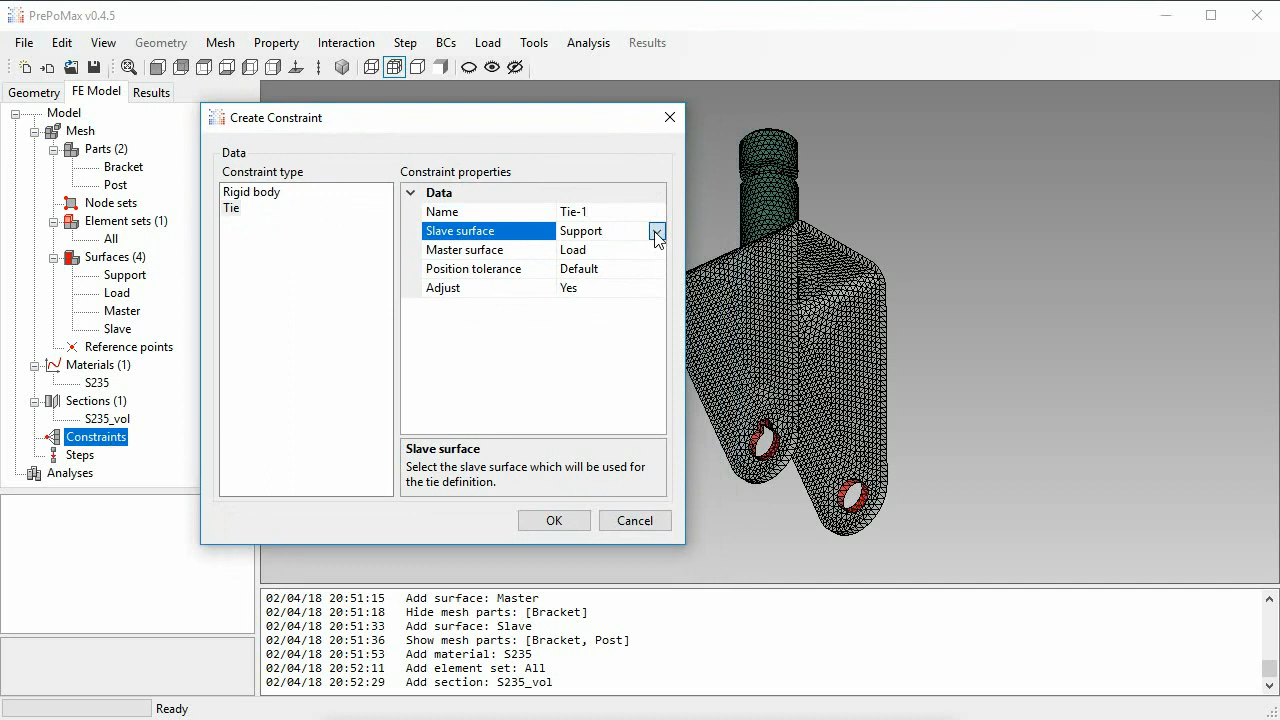 PrePoMax v0.4.5
File Edit View Geometry Mesh Property Interaction Step BCs Load Tools Analysis Results
Geometry FE Model Results
Model
Mesh
Parts (2)
Bracket
Post
Node sets
Element sets (1)
All
Surfaces (4)
Support
Load
Master
Slave
Reference points
Materials (1)
S235
Sections (1)
S235_vol
Constraints
Steps
Analyses
Create Constraint
Data
Constraint type
Rigid body
Tie
Constraint properties
Data
Name Tie-1
Slave surface Support
Master surface Load
Position tolerance Default
Adjust Yes
Slave surface
Select the slave surface which will be used for
the tie definition.
OK Cancel
02/04/18 20:51:15 Add surface: Master
02/04/18 20:51:18 Hide mesh parts: [Bracket]
02/04/18 20:51:33 Add surface: Slave
02/04/18 20:51:36 Show mesh parts: [Bracket, Post]
02/04/18 20:51:53 Add material: S235
02/04/18 20:52:11 Add element set: All
02/04/18 20:52:29 Add section: S235_vol
Ready